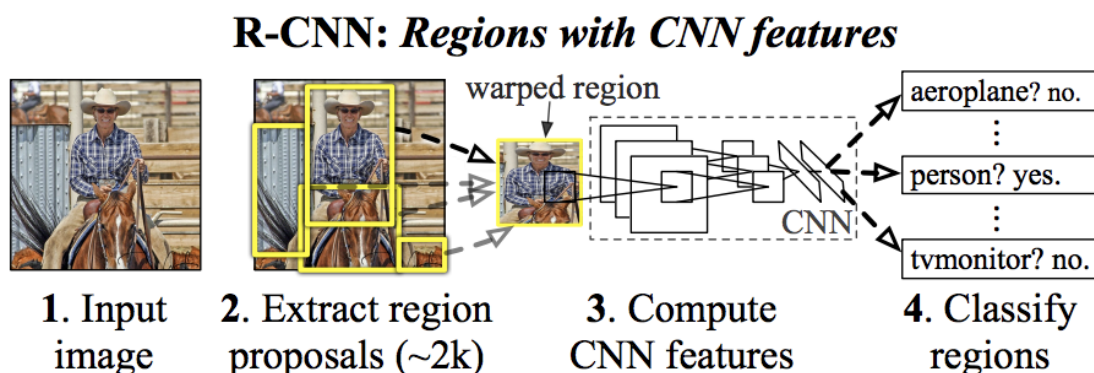 R-CNN: Regions with CNN features
warped region
aeroplane? no.
⋮
person? yes.
⋮
tvmonitor? no.
CNN
1. Input
image
2. Extract region
proposals (~2k)
3. Compute
CNN features
4. Classify
regions